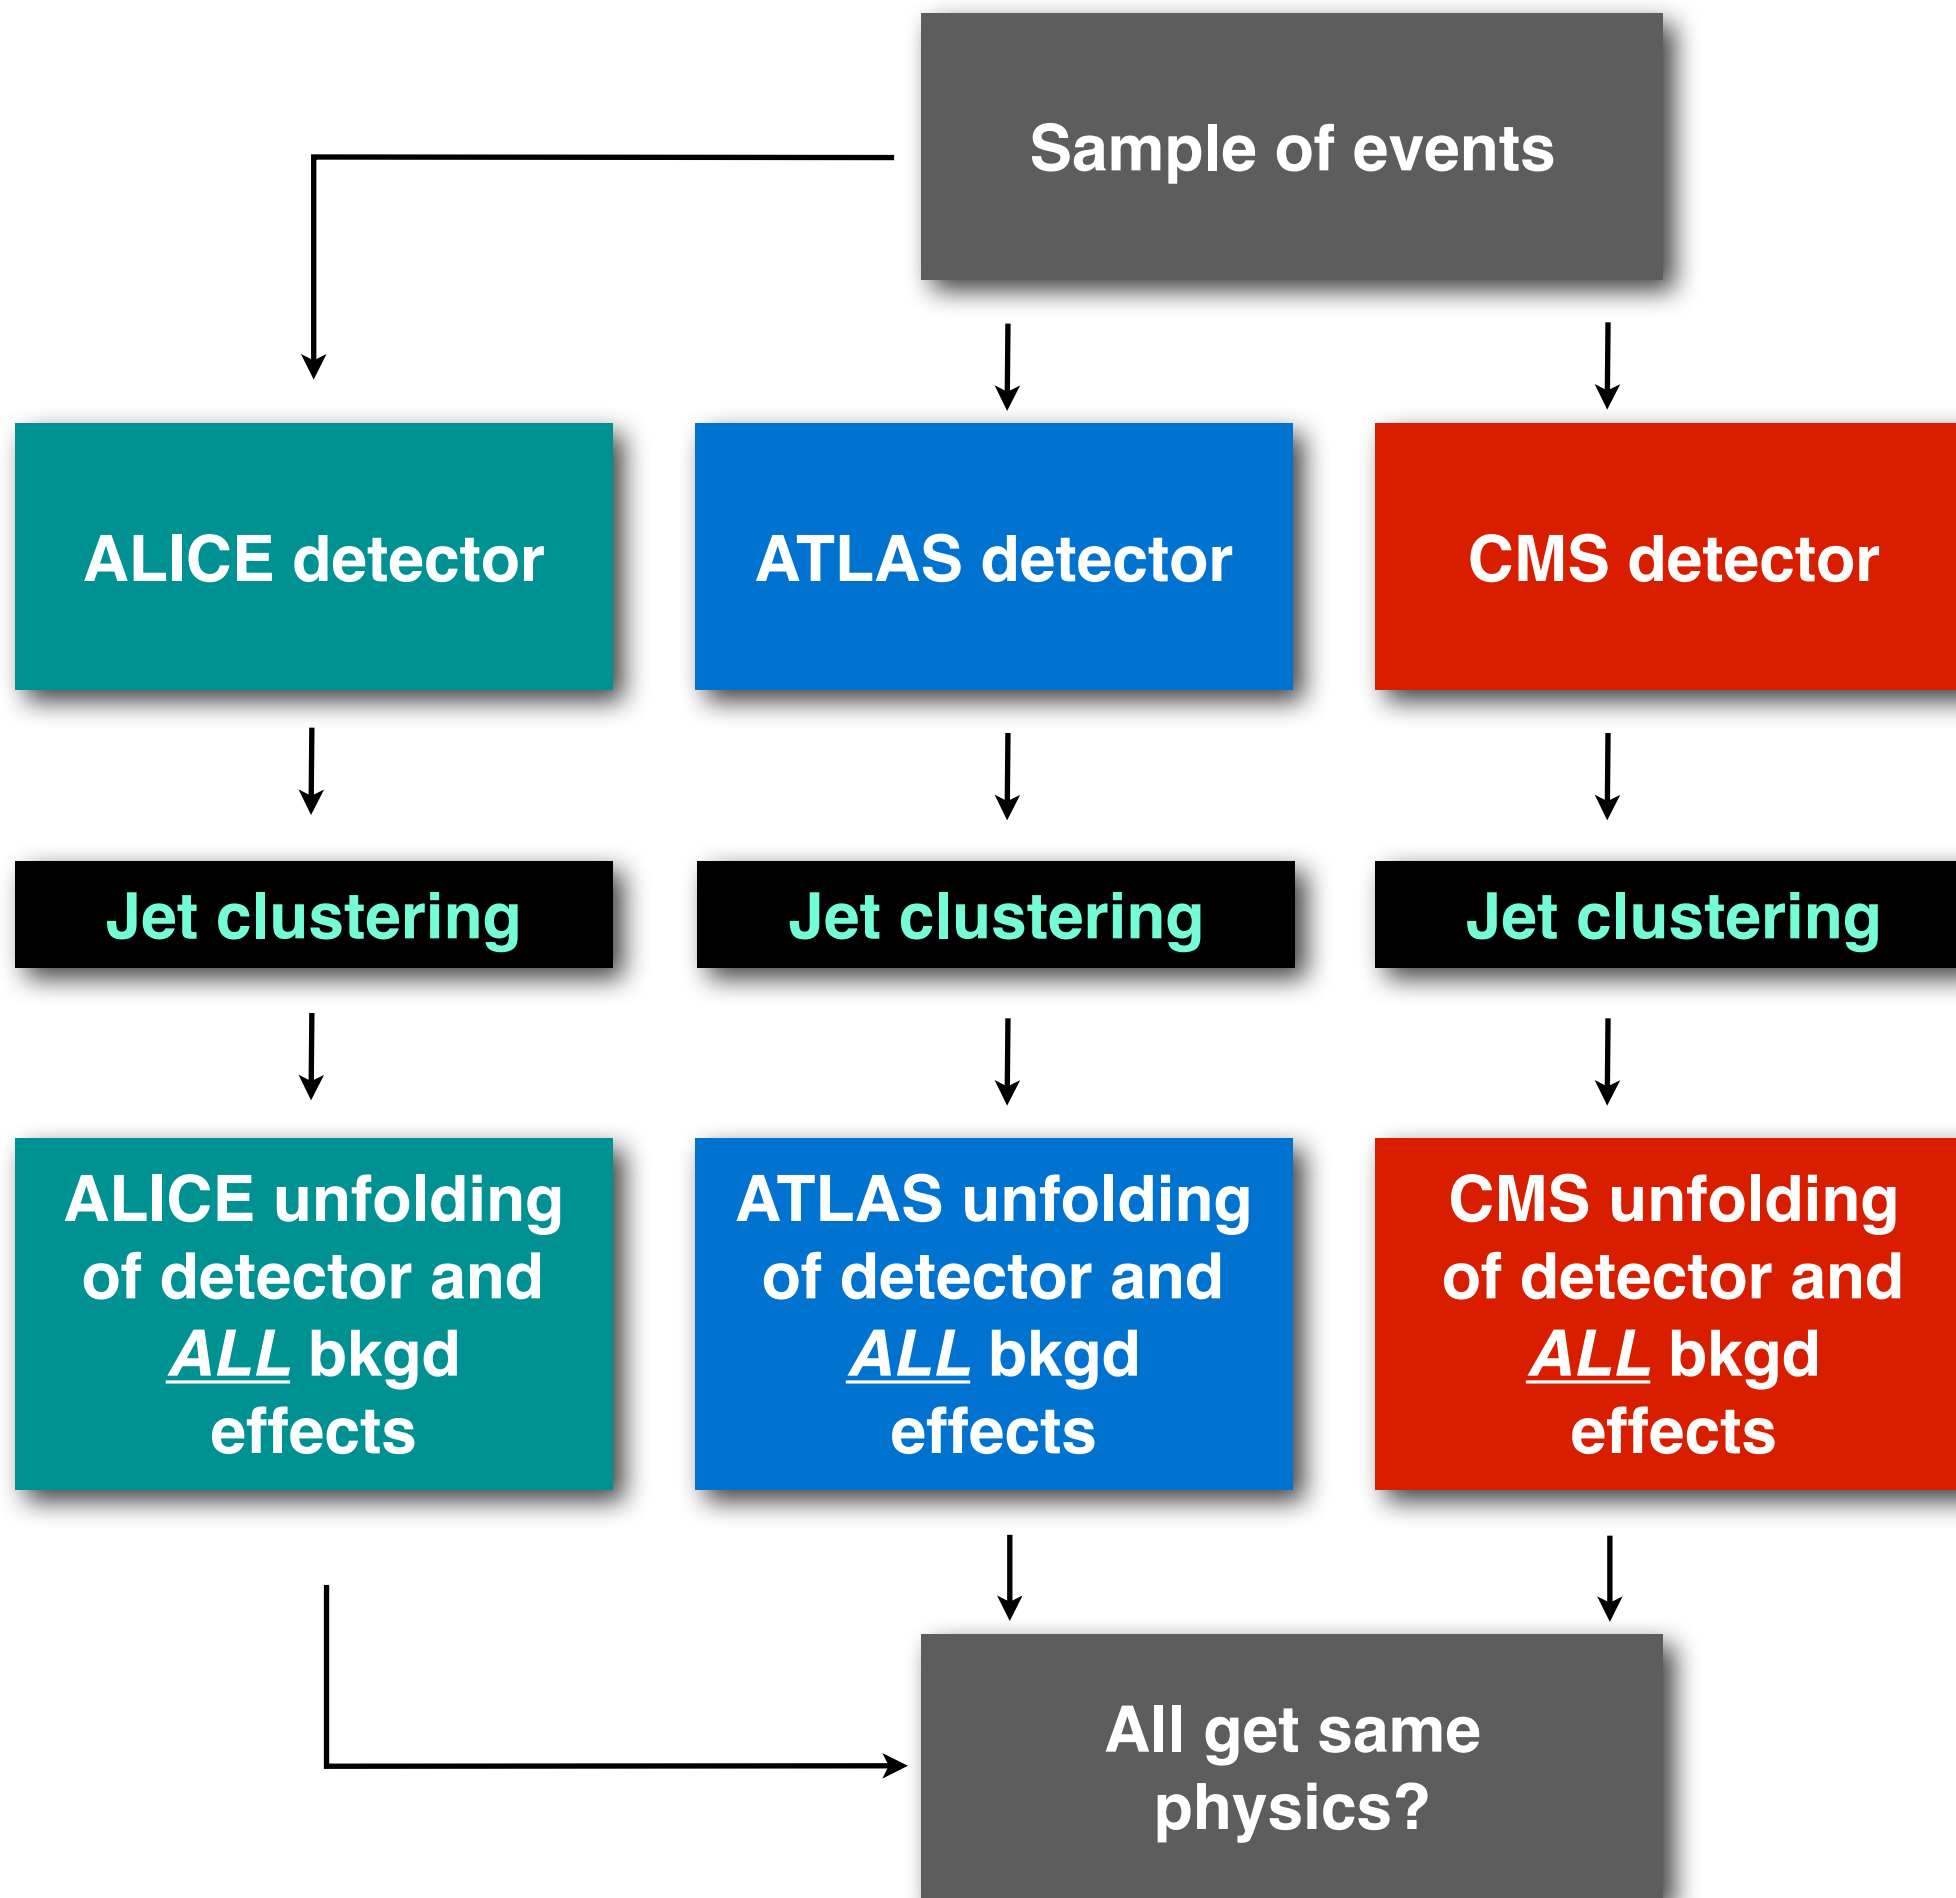 Sample of events
ALICE detector
ATLAS detector
CMS detector
Jet clustering
Jet clustering
Jet clustering
ALICE unfolding
of detector and
ALL bkgd
effects
ATLAS unfolding
of detector and
ALL bkgd
effects
CMS unfolding
of detector and
ALL bkgd
effects
All get same
physics?